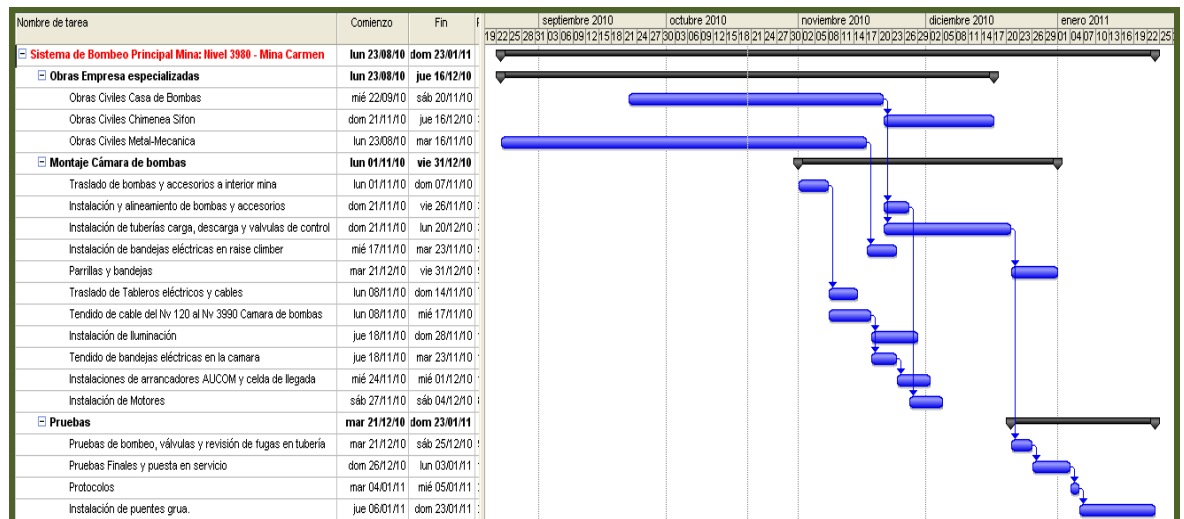 Nombre de tarea Comienzo Fin F septiembre 2010 octubre 2010 noviembre 2010 diciembre 2010 enero 2011
19 22 25 28 31 03 06 09 12 15 18 21 24 27 30 03 06 09 12 15 18 21 24 27 30 02 05 08 11 14 17 20 23 26 29 02 05 08 11 14 17 20 23 26 29 01 04 07 10 13 16 19 22 25
Sistema de Bombeo Principal Mina: Nivel 3980 - Mina Carmen lun 23/08/10 dom 23/01/11
Obras Empresa especializadas lun 23/08/10 jue 16/12/10
Obras Civiles Casa de Bombas mié 22/09/10 sáb 20/11/10
Obras Civiles Chimenea Sifon dom 21/11/10 jue 16/12/10
Obras Civiles Metal-Mecanica lun 23/08/10 mar 16/11/10
Montaje Cámara de bombas lun 01/11/10 vie 31/12/10
Traslado de bombas y accesorios a interior mina lun 01/11/10 dom 07/11/10
Instalación y alineamiento de bombas y accesorios dom 21/11/10 vie 26/11/10
Instalación de tuberías carga, descarga y valvulas de control dom 21/11/10 lun 20/12/10
Instalación de bandejas eléctricas en raise climber mié 17/11/10 mar 23/11/10
Parrillas y bandejas mar 21/12/10 vie 31/12/10
Traslado de Tableros eléctricos y cables lun 08/11/10 dom 14/11/10
Tendido de cable del Nv 120 al Nv 3990 Camara de bombas lun 08/11/10 mié 17/11/10
Instalación de Iluminación jue 18/11/10 dom 28/11/10
Tendido de bandejas eléctricas en la camara jue 18/11/10 mar 23/11/10
Instalaciones de arrancadores AUCOM y celda de llegada mié 24/11/10 mié 01/12/10
Instalación de Motores sáb 27/11/10 sáb 04/12/10
Pruebas mar 21/12/10 dom 23/01/11
Pruebas de bombeo, válvulas y revisión de fugas en tubería mar 21/12/10 sáb 25/12/10
Pruebas Finales y puesta en servicio dom 26/12/10 lun 03/01/11
Protocolos mar 04/01/11 mié 05/01/11
Instalación de puentes grua. jue 06/01/11 dom 23/01/11